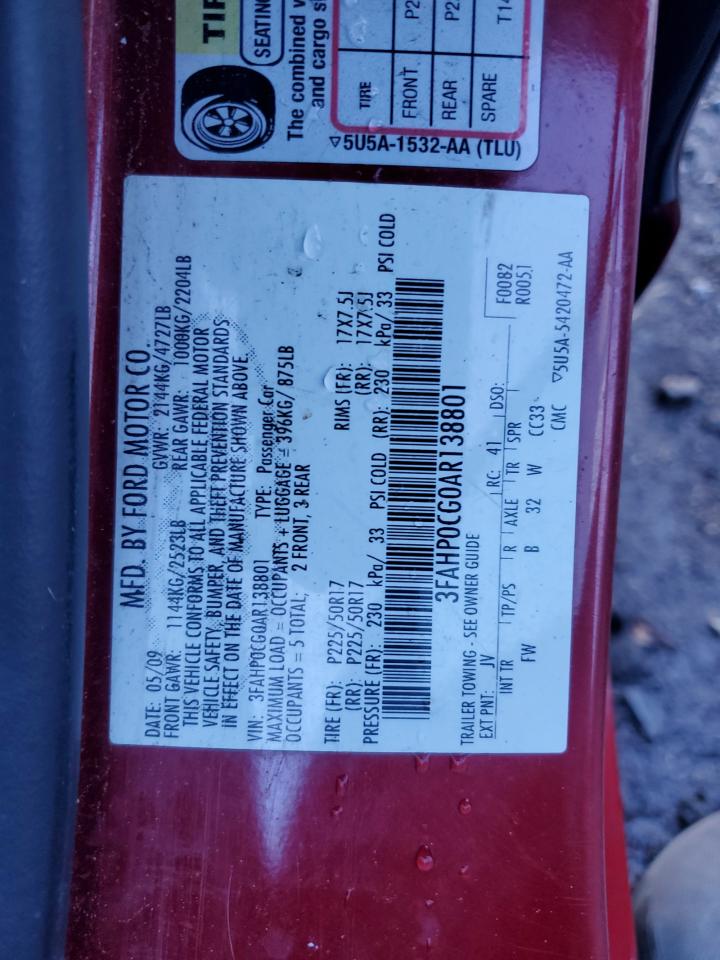 TIR
SEATING
The combined
and cargo
TIRE
FRONT P2
REAR P2
SPARE T14
▽5U5A-1532-AA (TLU)
MFD. BY FORD MOTOR CO
DATE: 05/09 GVWR: 2144KG/4727LB
FRONT GAWR: 1144KG/2523LB REAR GAWR: 1000KG/2204LB
THIS VEHICLE CONFORMS TO ALL APPLICABLE FEDERAL MOTOR
VEHICLE SAFETY, BUMPER, AND THEFT PREVENTION STANDARDS
IN EFFECT ON THE DATE OF MANUFACTURE SHOWN ABOVE.
VIN: 3FAHP0CG0AR138801 TYPE: Passenger Car
MAXIMUM LOAD = OCCUPANTS + LUGGAGE = 396KG/ 875LB
OCCUPANTS = 5 TOTAL; 2 FRONT, 3 REAR
TIRE (FR): P225/50R17 RIMS (FR): 17X7.5J
(RR): P225/50R17 (RR): 17X7.5J
PRESSURE (FR): 230 kPa/ 33 PSI COLD (RR): 230 kPa/ 33 PSI COLD
3FAHP0CG0AR138801
TRAILER TOWING - SEE OWNER GUIDE
F0082
R0051
EXT PNT: JV RC: 41 DSO:
INT TR TP/PS R AXLE TR SPR
FW B 32 W CC33
CMC ▽5U5A-5420472-AA